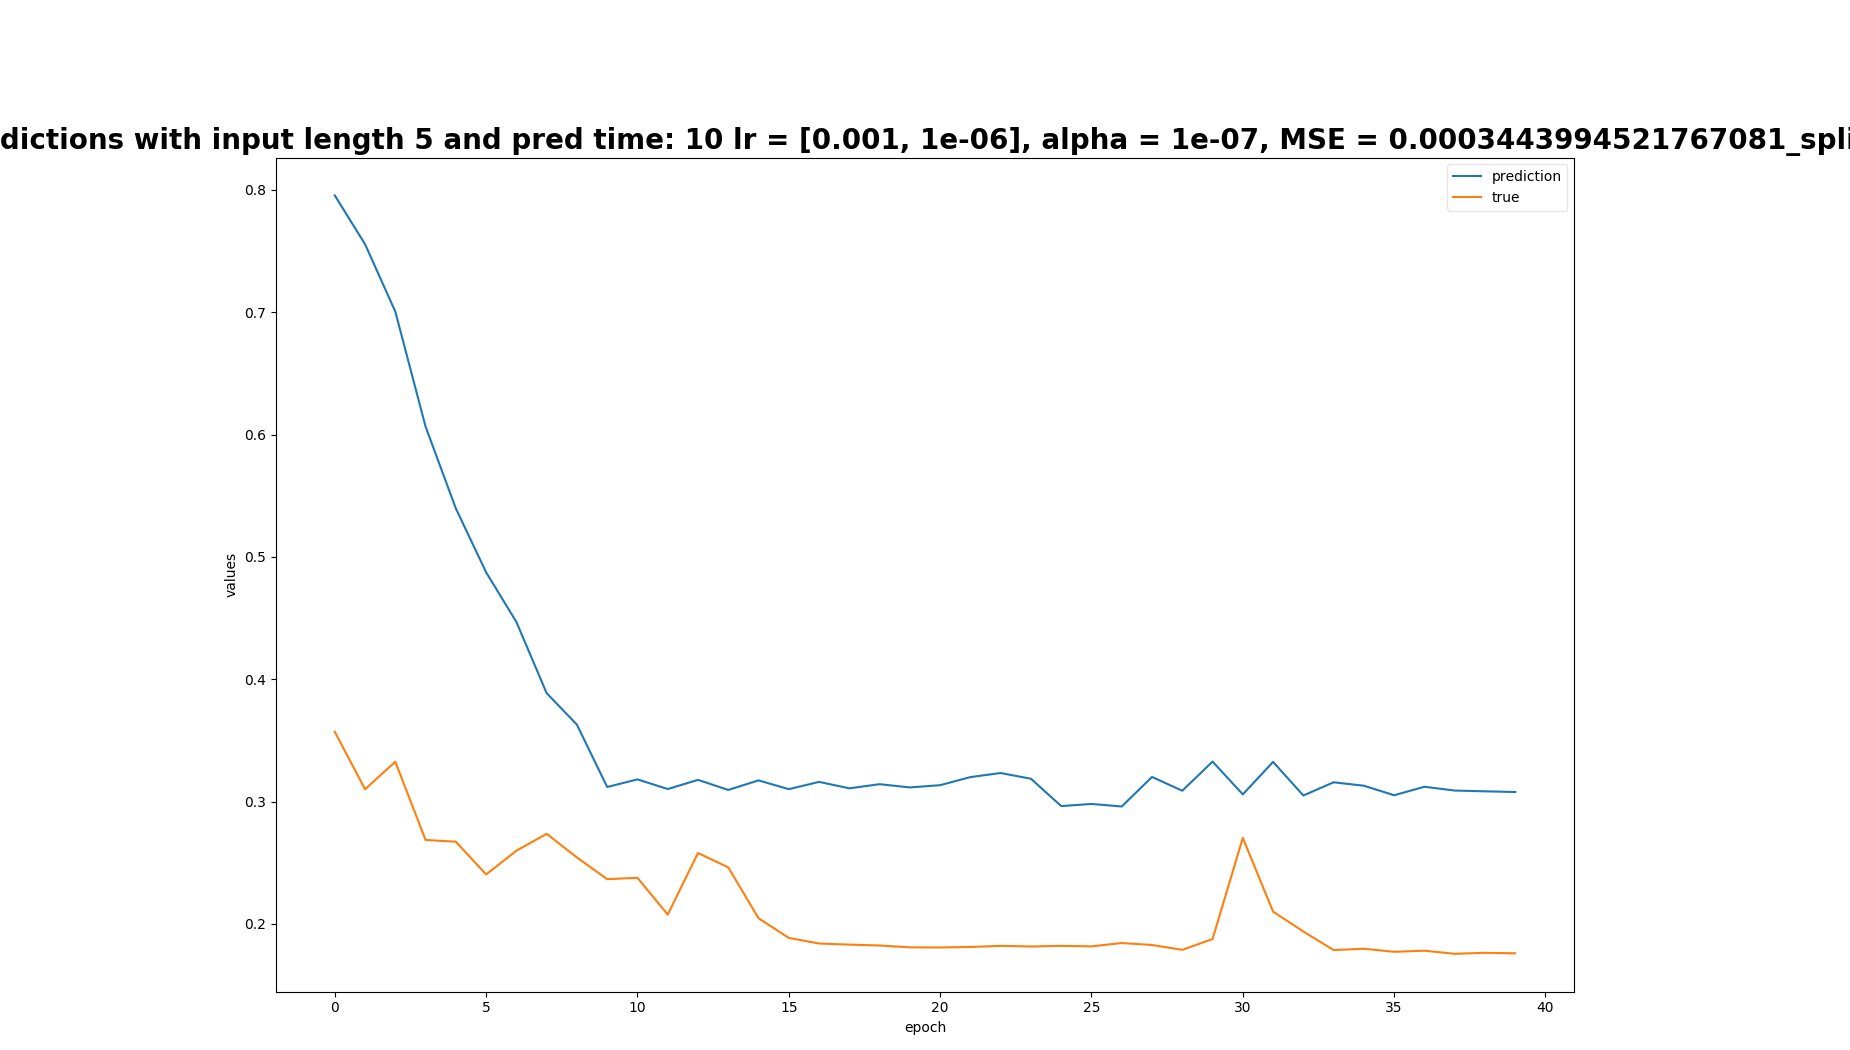 dictions with input length 5 and pred time: 10 lr = [0.001, 1e-06], alpha = 1e-07, MSE = 0.0003443994521767081_spli
prediction
true
0.8
0.7
0.6
0.5
0.4
0.3
0.2
values
0 5 10 15 20 25 30 35 40
epoch